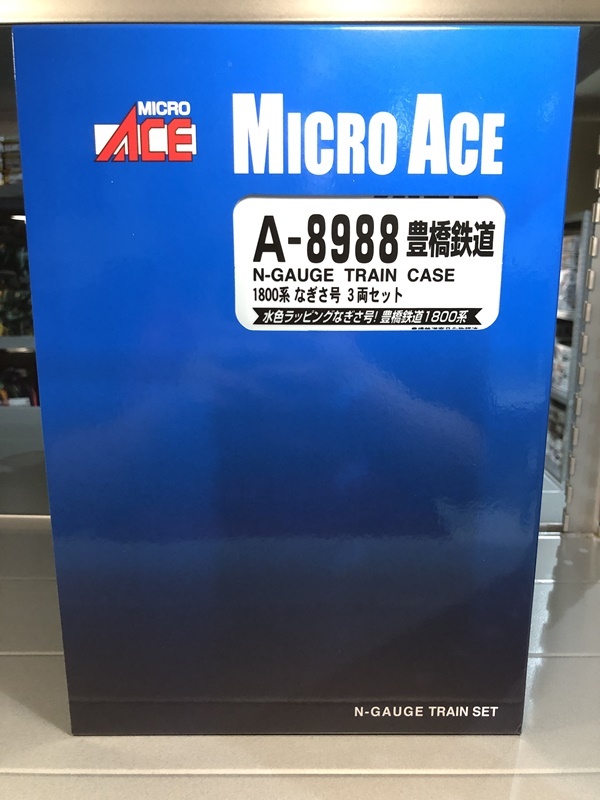 MICRO
ACE
MICRO ACE
A-8988 豊橋鉄道
N-GAUGE TRAIN CASE
1800系 なぎさ号 3両セット
水色ラッピングなぎさ号! 豊橋鉄道1800系
N-GAUGE TRAIN SET